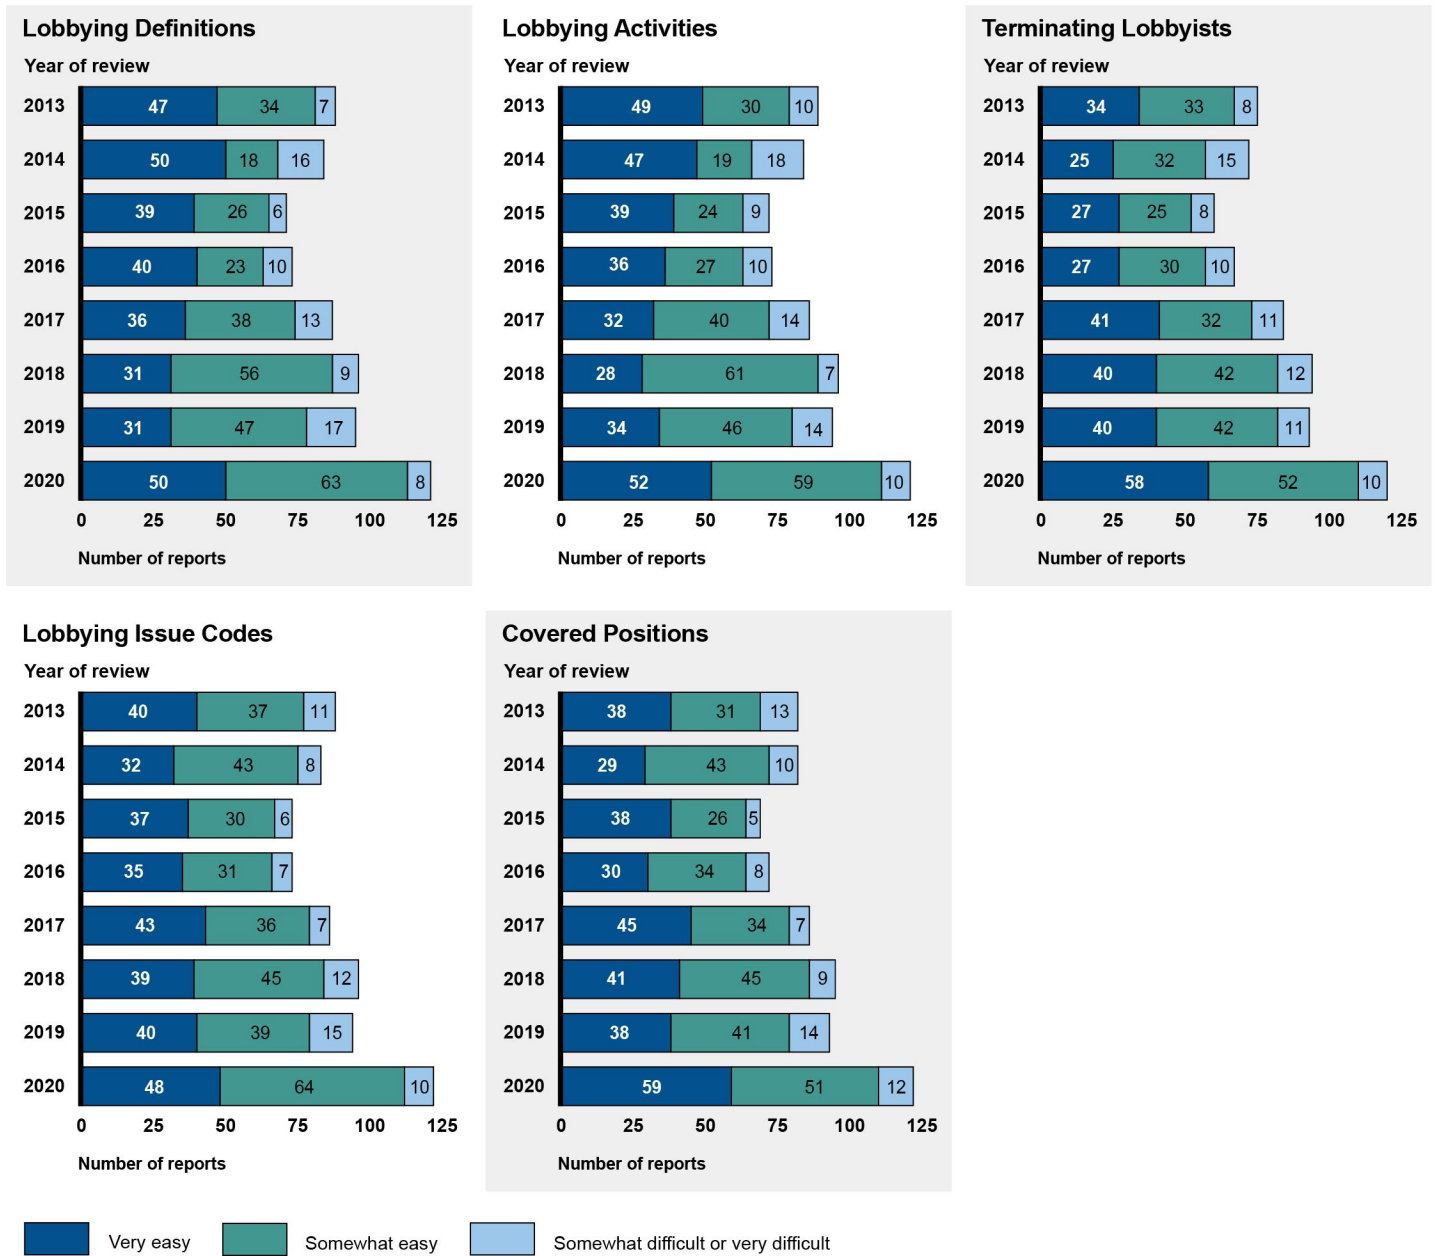 Lobbying Definitions
Year of review
2013 47 34 7
2014 50 18 16
2015 39 26 6
2016 40 23 10
2017 36 38 13
2018 31 56 9
2019 31 47 17
2020 50 63 8
0 25 50 75 100 125
Number of reports
Lobbying Activities
Year of review
2013 49 30 10
2014 47 19 18
2015 39 24 9
2016 36 27 10
2017 32 40 14
2018 28 61 7
2019 34 46 14
2020 52 59 10
0 25 50 75 100 125
Number of reports
Terminating Lobbyists
Year of review
2013 34 33 8
2014 25 32 15
2015 27 25 8
2016 27 30 10
2017 41 32 11
2018 40 42 12
2019 40 42 11
2020 58 52 10
0 25 50 75 100 125
Number of reports
Lobbying Issue Codes
Year of review
2013 40 37 11
2014 32 43 8
2015 37 30 6
2016 35 31 7
2017 43 36 7
2018 39 45 12
2019 40 39 15
2020 48 64 10
0 25 50 75 100 125
Number of reports
Covered Positions
Year of review
2013 38 31 13
2014 29 43 10
2015 38 26 5
2016 30 34 8
2017 45 34 7
2018 41 45 9
2019 38 41 14
2020 59 51 12
0 25 50 75 100 125
Number of reports
Very easy Somewhat easy Somewhat difficult or very difficult